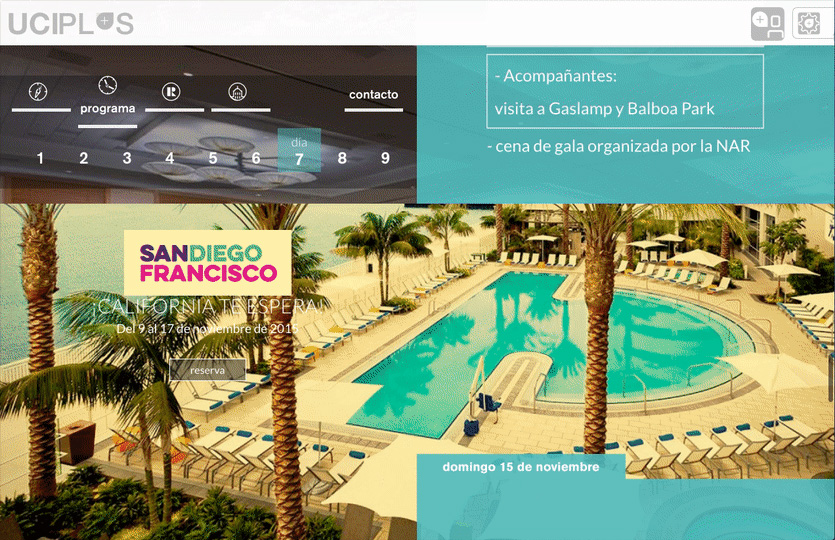 UCIPLUS
programa
contacto
1 2 3 4 5 6 día 7 8 9
- Acompañantes:
visita a Gaslamp y Balboa Park
- cena de gala organizada por la NAR
SANDIEGO
FRANCISCO
¡CALIFORNIA TE ESPERA!
Del 9 al 17 de noviembre de 2015
reserva
domingo 15 de noviembre